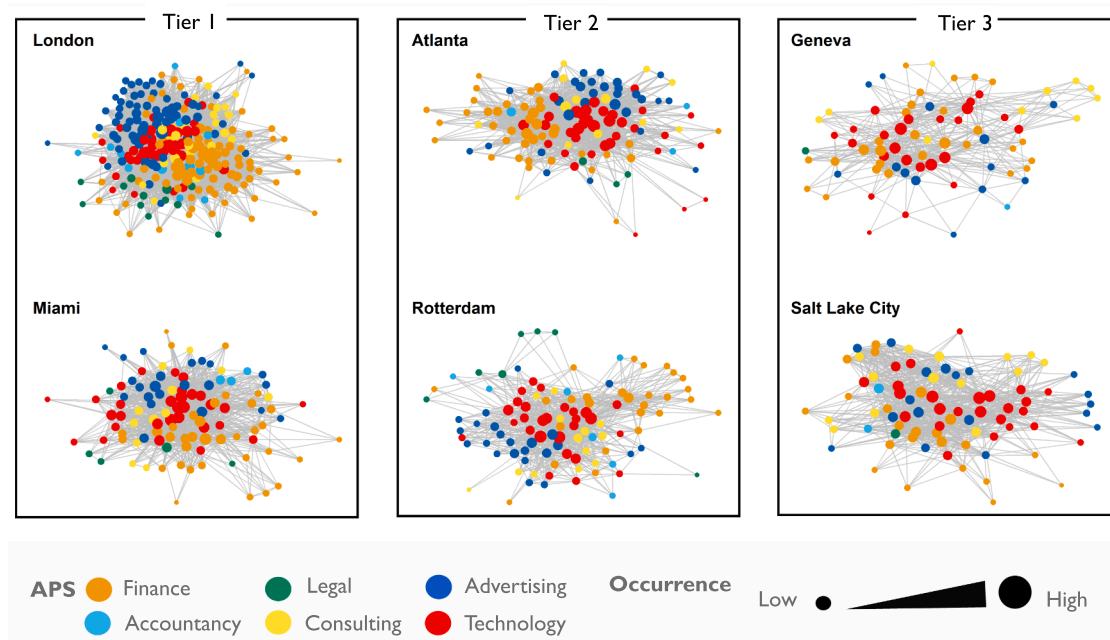 Tier 1
Tier 2
Tier 3
London
Atlanta
Geneva
Miami
Rotterdam
Salt Lake City
APS
Finance
Legal
Advertising
Accountancy
Consulting
Technology
Occurrence
Low
High